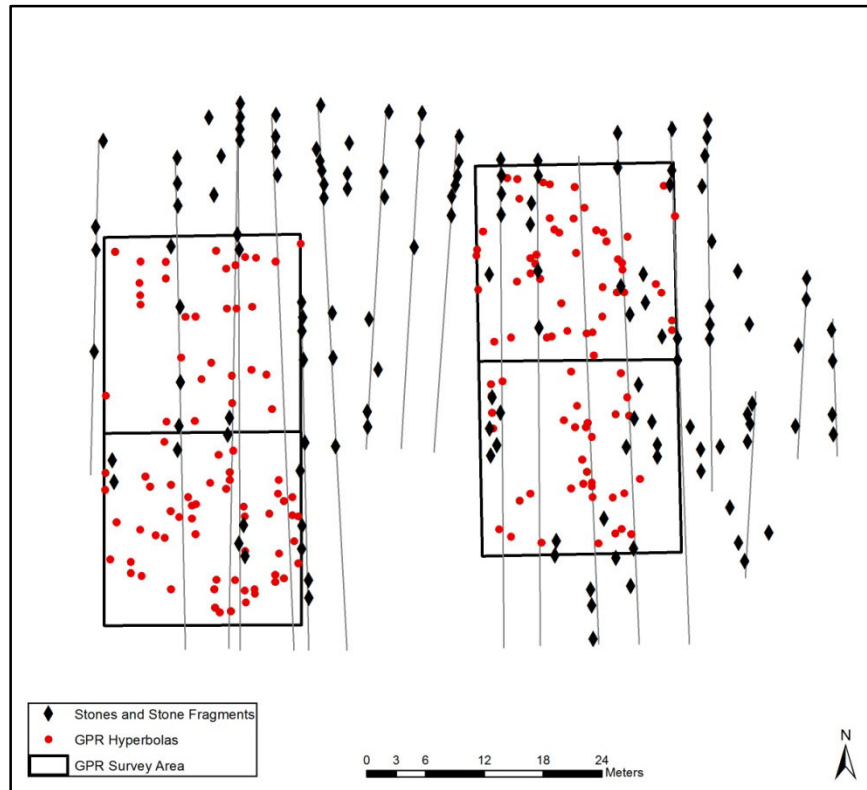 N
Stones and Stone Fragments
GPR Hyperbolas
GPR Survey Area
0 3 6 12 18 24
Meters